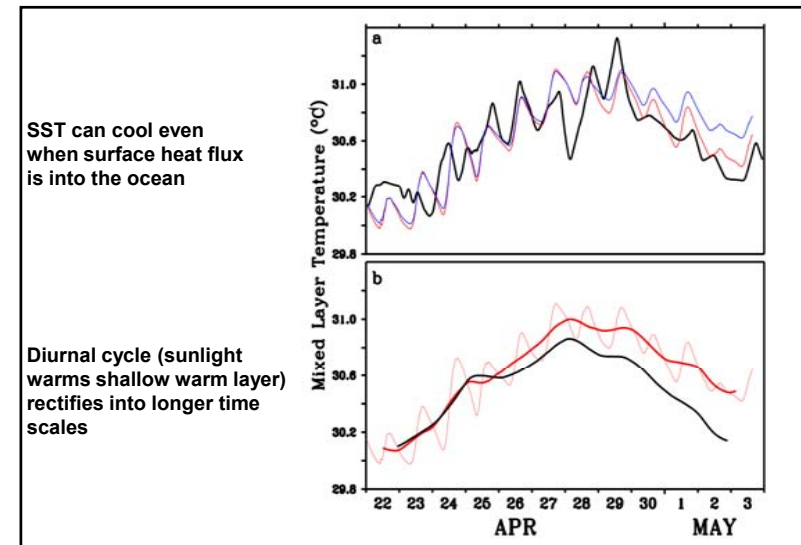 SST can cool even
when surface heat flux
is into the ocean
Diurnal cycle (sunlight
warms shallow warm layer)
rectifies into longer time
scales
Mixed Layer Temperature (°C)
a
31.0
30.6
30.2
29.8
b
31.0
30.6
30.2
29.8
22 23 24 25 26 27 28 29 30 1 2 3
APR MAY